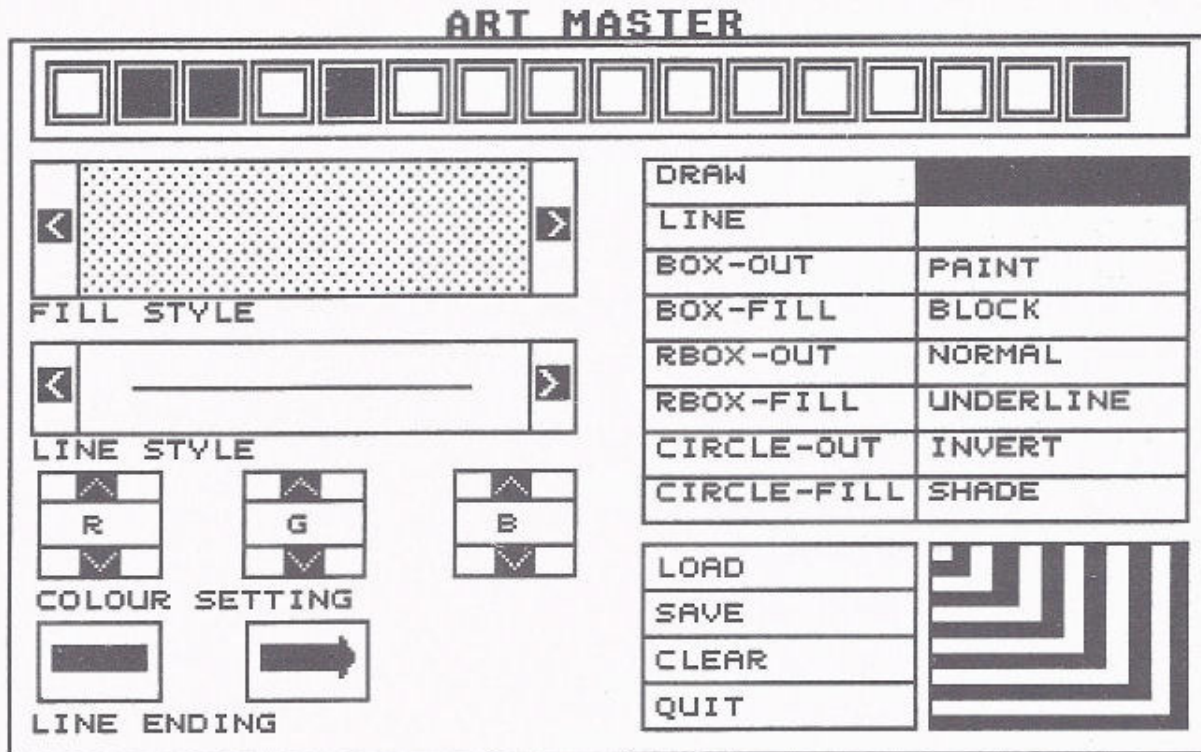 ART MASTER
FILL STYLE
LINE STYLE
R G B
COLOUR SETTING
LINE ENDING
DRAW
LINE
BOX-OUT PAINT
BOX-FILL BLOCK
RBOX-OUT NORMAL
RBOX-FILL UNDERLINE
CIRCLE-OUT INVERT
CIRCLE-FILL SHADE
LOAD
SAVE
CLEAR
QUIT